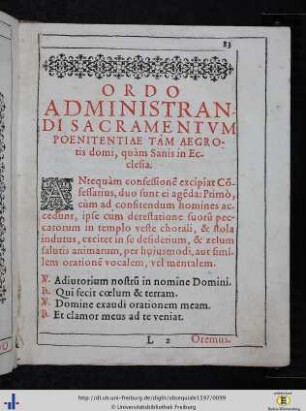 83
ORDO
ADMINISTRAN-
DI SACRAMENTVM
POENITENTIAE TAM AEGRO-
tis domi, quàm Sanis in Ec-
clesia.
ANtequàm confessionē excipiat Cō-
fessarius, duo sunt ei agēda: Primò,
cùm ad confitendum homines ac-
cedunt, ipse cum detestatione suorū pec-
catorum in templo veste chorali, & stola
indutus, excitet in se desiderium, & zelum
salutis animarum, per hujusmodi, aut simi-
lem orationē vocalem, vel mentalem.
℣. Adiutorium nostrū in nomine Domini.
℟. Qui fecit cœlum & terram.
℣. Domine exaudi orationem meam.
℟. Et clamor meus ad te veniat.
L 2 Oremus.
http://dl.ub.uni-freiburg.de/diglit/obsequiale1597/0099
© Universitätsbibliothek Freiburg